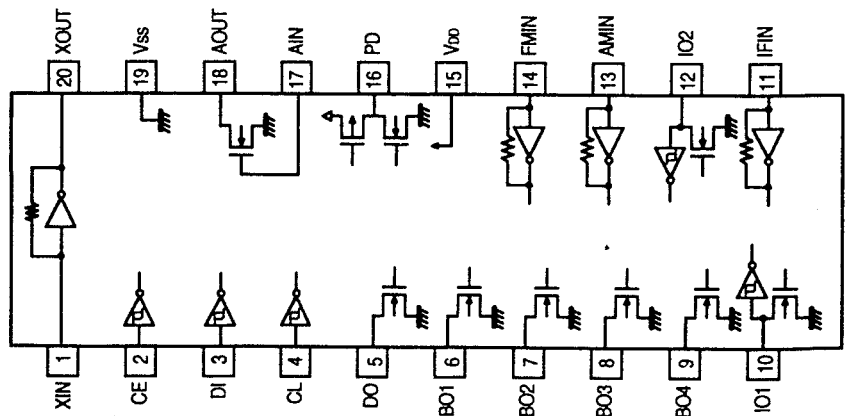 XOUT
Vss
AOUT
AIN
PD
VDD
FMIN
AMIN
IO2
IFIN
20
19
18
17
16
15
14
13
12
11
1
2
3
4
5
6
7
8
9
10
XIN
CE
DI
CL
DO
BO1
BO2
BO3
BO4
IO1